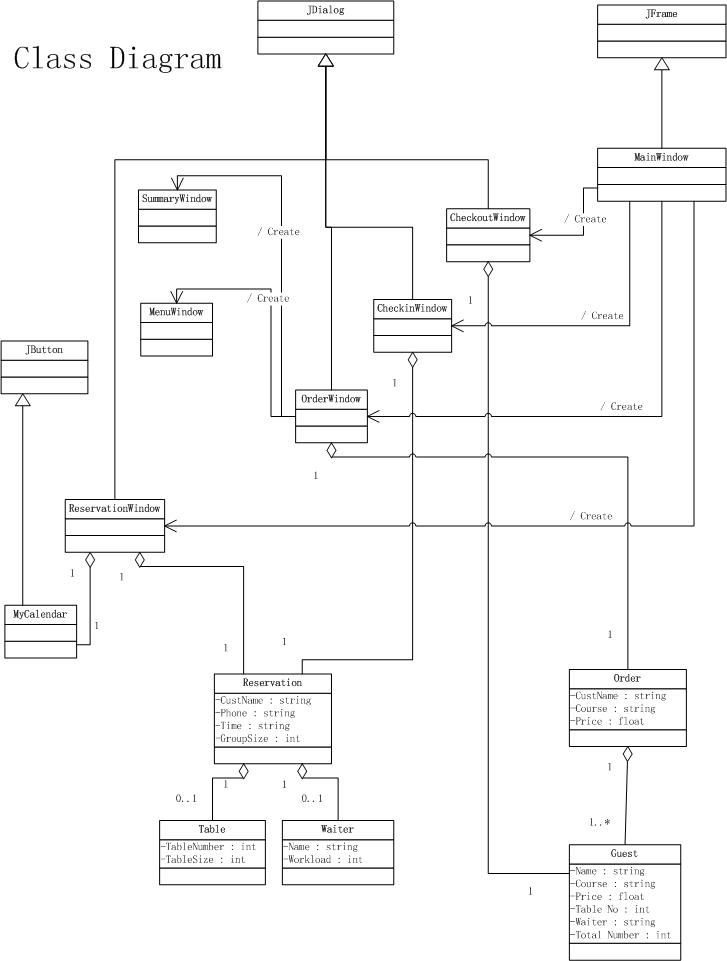 JDialog
JFrame
Class Diagram
MainWindow
SummaryWindow
CheckoutWindow
/ Create
/ Create
MenuWindow
/ Create
1
CheckinWindow
/ Create
JButton
1
OrderWindow
/ Create
1
ReservationWindow
/ Create
1
1
MyCalendar
1
1
1
1
Reservation
-CustName : string
-Phone : string
-Time : string
-GroupSize : int
Order
-CustName : string
-Course : string
-Price : float
1
1
1
0..1
0..1
1..*
Table
-TableNumber : int
-TableSize : int
Waiter
-Name : string
-Workload : int
Guest
-Name : string
-Course : string
-Price : float
-Table No : int
-Waiter : string
-Total Number : int
1